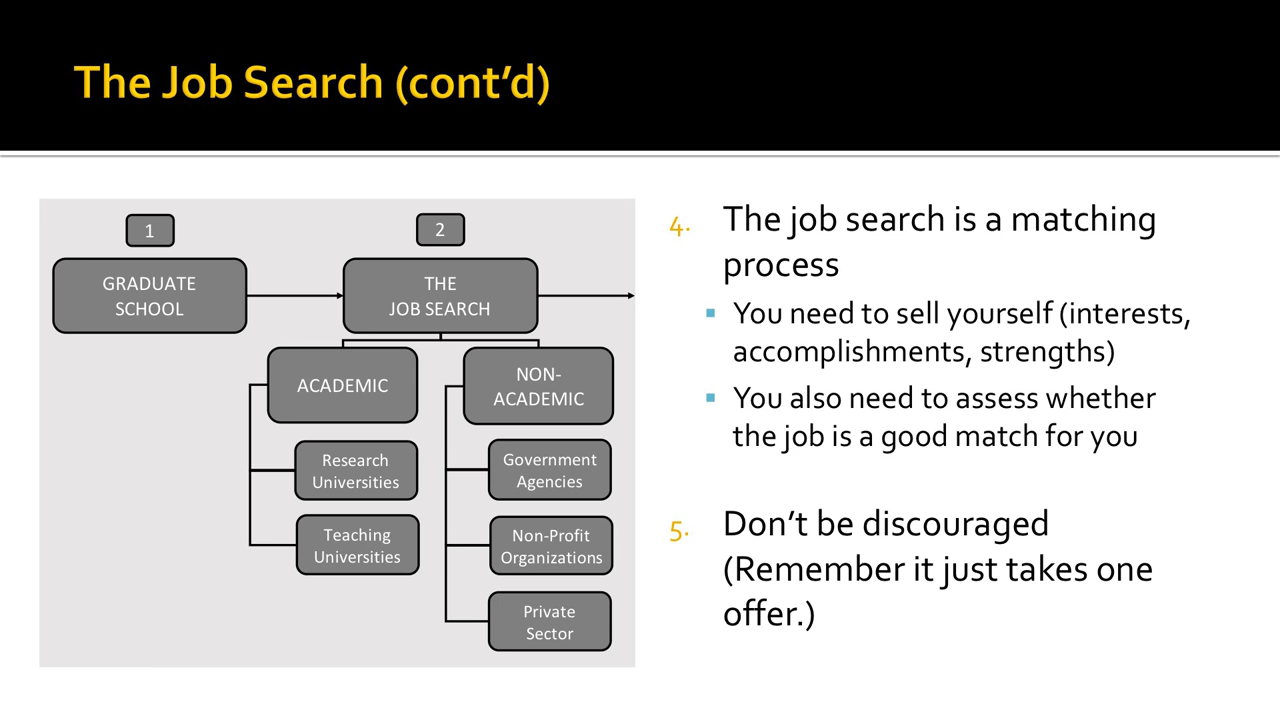 The Job Search (cont’d)
1
2
GRADUATE
SCHOOL
THE
JOB SEARCH
ACADEMIC
NON-
ACADEMIC
Research
Universities
Government
Agencies
Teaching
Universities
Non-Profit
Organizations
Private
Sector
4. The job search is a matching
process
▪ You need to sell yourself (interests,
accomplishments, strengths)
▪ You also need to assess whether
the job is a good match for you
5. Don’t be discouraged
(Remember it just takes one
offer.)